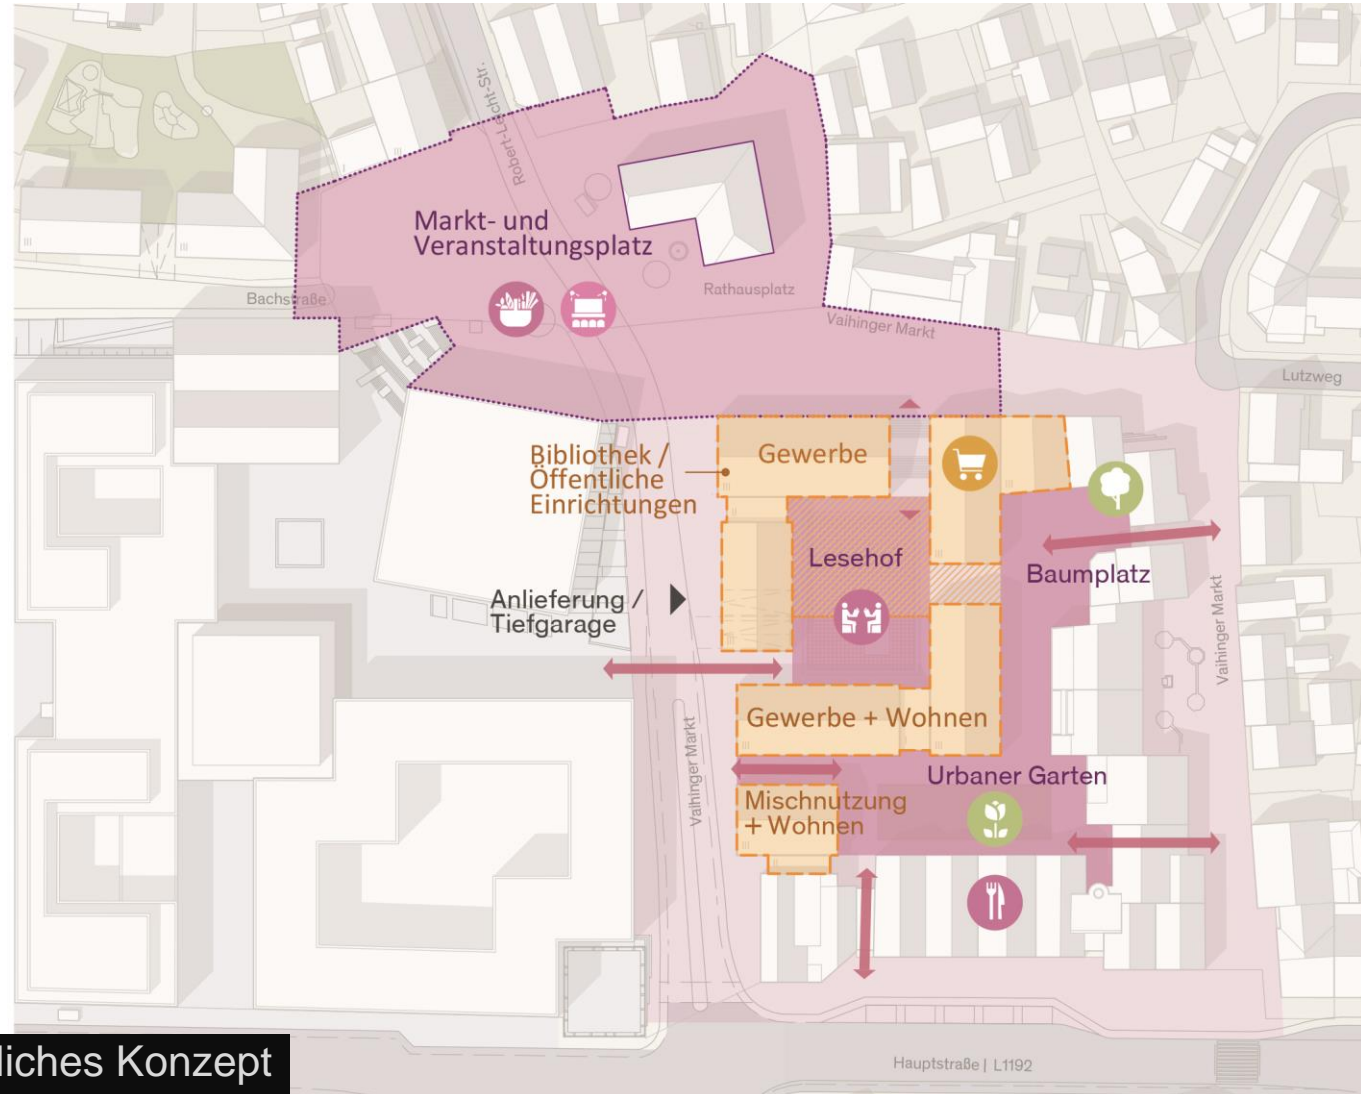 Robert-Leicht-Str.
Markt- und
Veranstaltungsplatz
Bachstraße
Rathausplatz
Vaihinger Markt
Lutzweg
Bibliothek /
Öffentliche
Einrichtungen
Gewerbe
Lesehof
Baumplatz
Anlieferung /
Tiefgarage
Vaihinger Markt
Gewerbe + Wohnen
Vaihinger Markt
Urbaner Garten
Mischnutzung
+ Wohnen
Hauptstraße | L1192
liches Konzept